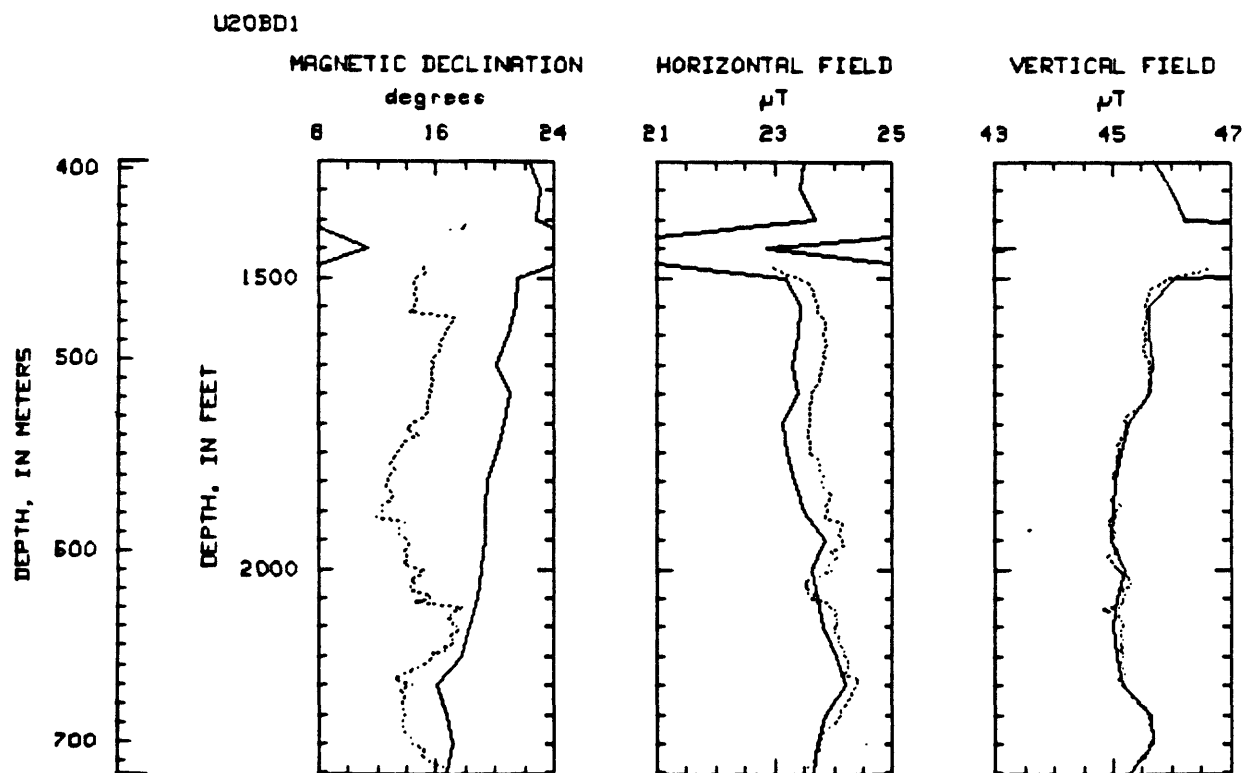 U20BD1
MAGNETIC DECLINATION HORIZONTAL FIELD VERTICAL FIELD
degrees µT µT
8 16 24 21 23 25 43 45 47
400
1500
500
2000
600
700
DEPTH, IN METERS
DEPTH, IN FEET